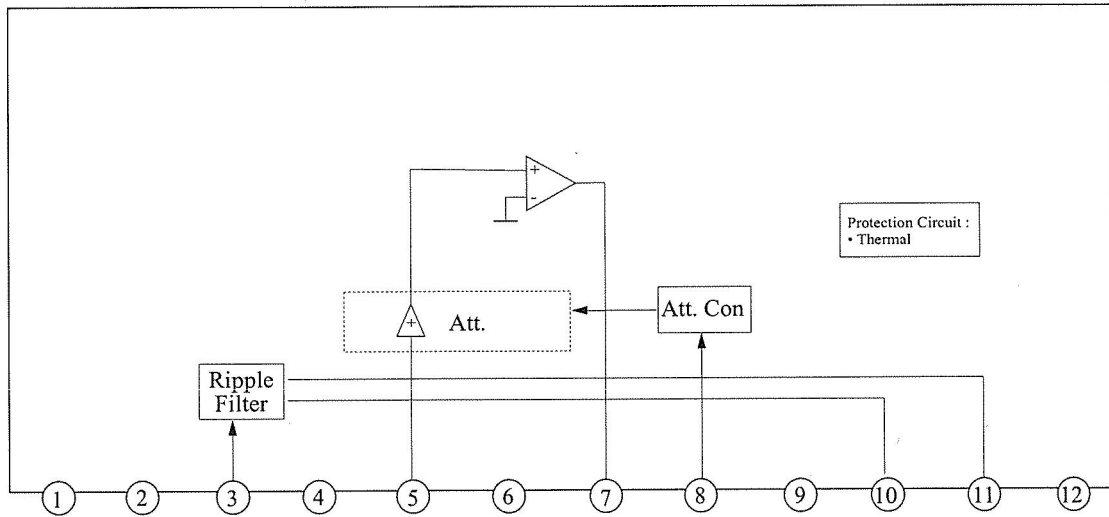 +
-
Protection Circuit :
• Thermal
+ Att.
Att. Con
Ripple
Filter
1 2 3 4 5 6 7 8 9 10 11 12